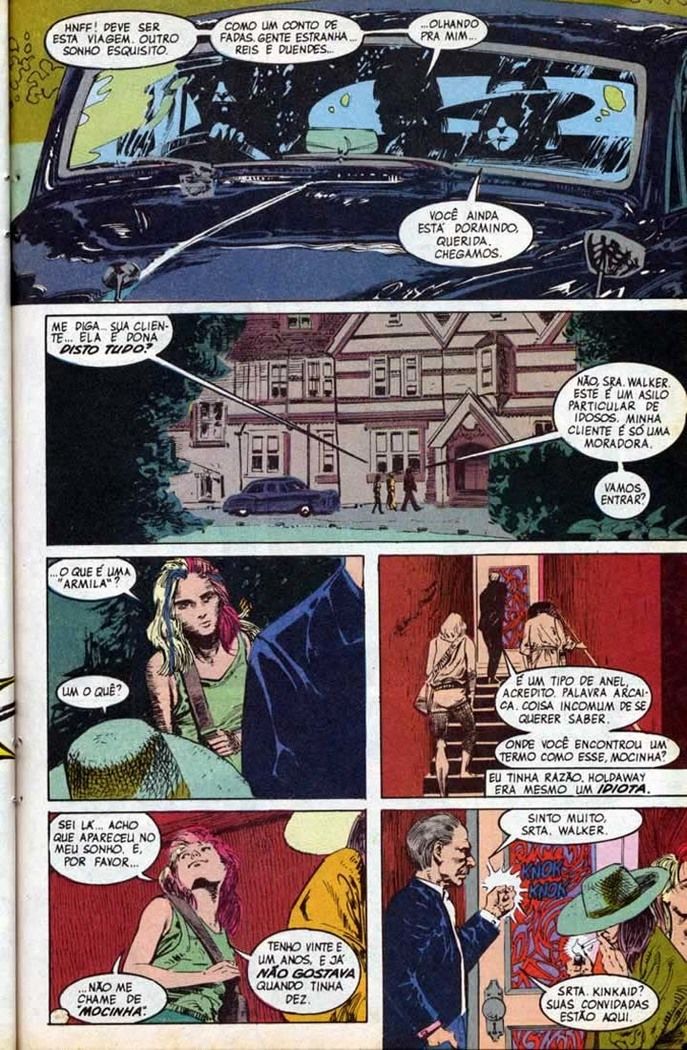 HNFF! DEVE SER
ESTA VIAGEM. OUTRO
SONHO ESQUISITO.
COMO UM CONTO DE
FADAS. GENTE ESTRANHA...
REIS E DUENDES...
...OLHANDO
PRA MIM...
VOCÊ AINDA
ESTÁ DORMINDO,
QUERIDA.
CHEGAMOS.
ME DIGA... SUA CLIEN-
TE... ELA É DONA
DISTO TUDO?
NÃO, SRA. WALKER.
ESTE É UM ASILO
PARTICULAR DE
IDOSOS. MINHA
CLIENTE É SÓ UMA
MORADORA.
VAMOS
ENTRAR?
...O QUE É UMA
"ARMILA"?
UM O QUÊ?
É UM TIPO DE ANEL,
ACREDITO. PALAVRA ARCAI-
CA. COISA INCOMUM DE SE
QUERER SABER.
ONDE VOCÊ ENCONTROU UM
TERMO COMO ESSE, MOCINHA?
EU TINHA RAZÃO. HOLDAWAY
ERA MESMO UM IDIOTA.
SEI LÁ... ACHO
QUE APARECEU NO
MEU SONHO. E,
POR FAVOR...
...NÃO ME
CHAME DE
"MOCINHA".
TENHO VINTE E
UM ANOS, E JÁ
NÃO GOSTAVA
QUANDO TINHA
DEZ.
SINTO MUITO,
SRTA. WALKER.
KNOK
KNOK
SRTA. KINKAID?
SUAS CONVIDADAS
ESTÃO AQUI.